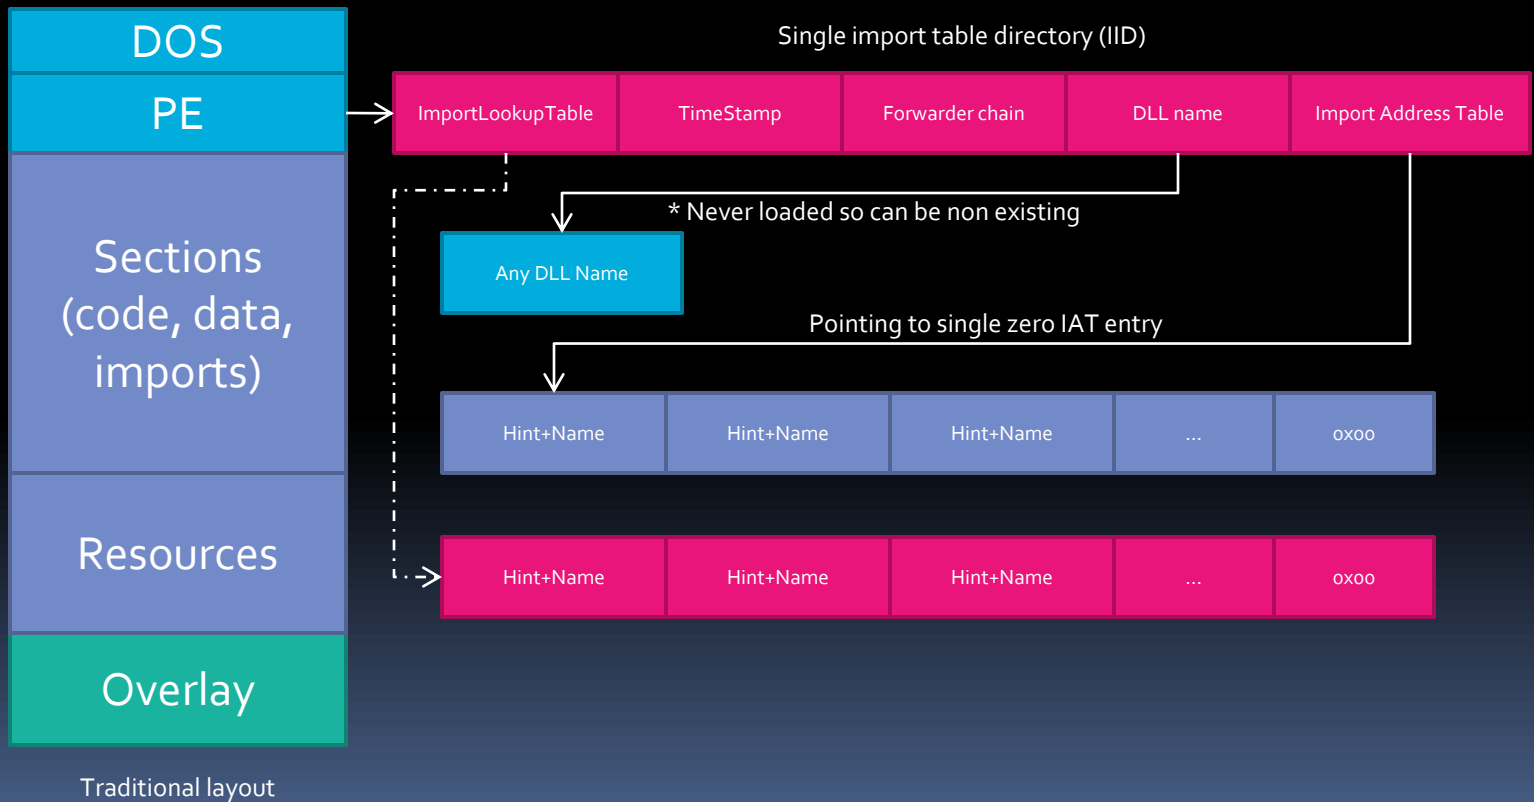 DOS
PE
Sections
(code, data,
imports)
Resources
Overlay
Traditional layout
Single import table directory (IID)
ImportLookupTable
TimeStamp
Forwarder chain
DLL name
Import Address Table
* Never loaded so can be non existing
Any DLL Name
Pointing to single zero IAT entry
Hint+Name
Hint+Name
Hint+Name
...
0x00
Hint+Name
Hint+Name
Hint+Name
...
0x00